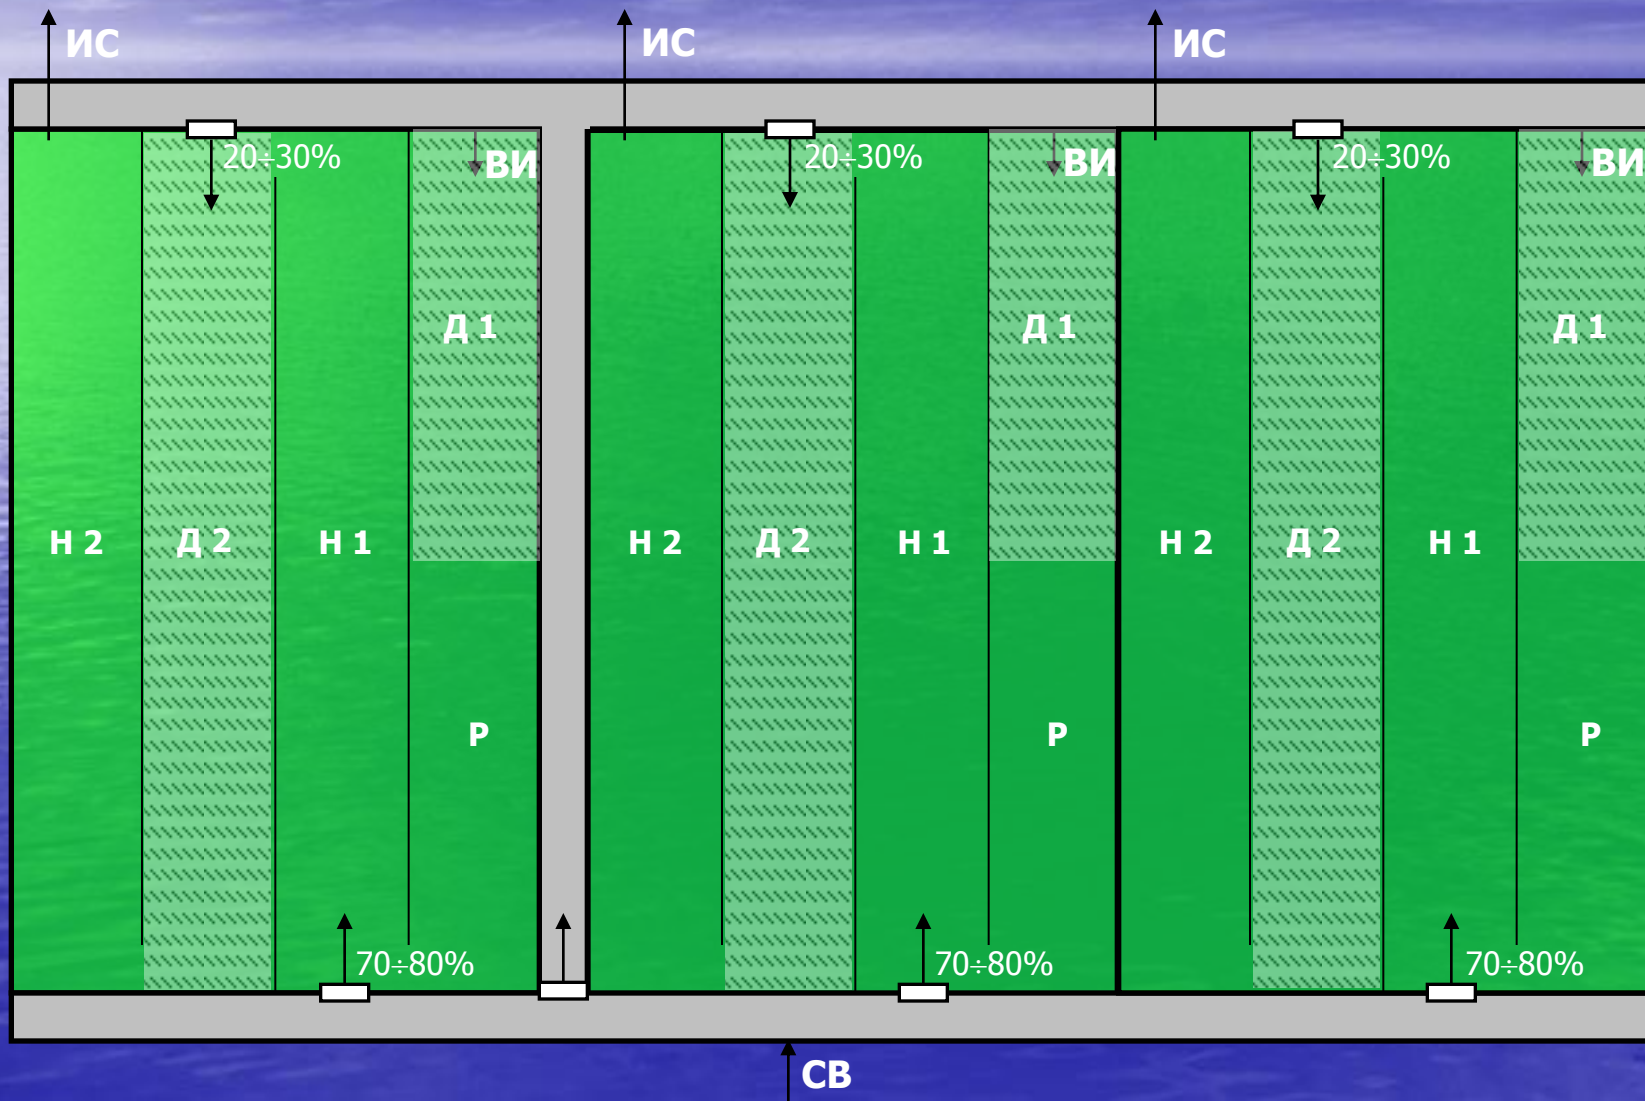 ИС ИС ИС
20÷30% ВИ 20÷30% ВИ 20÷30% ВИ
Д 1 Д 1 Д 1
Н 2 Д 2 Н 1 Н 2 Д 2 Н 1 Н 2 Д 2 Н 1
Р Р Р
70÷80% 70÷80% 70÷80%
СВ